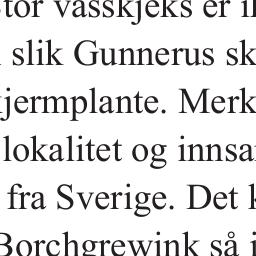 tor vasskjeks er i
slik Gunnerus sk
jermplante. Merk
lokalitet og innsa
fra Sverige. Det
Borchgrewink så i